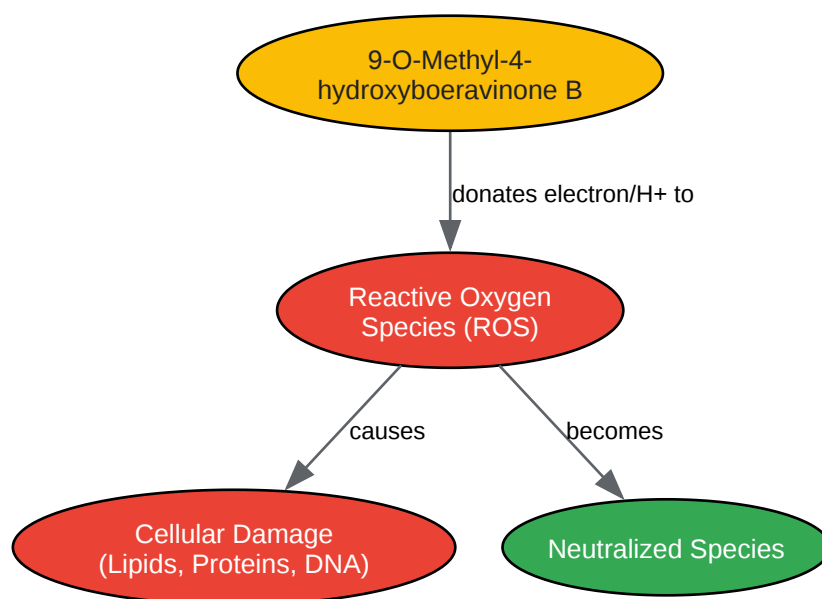 9-O-Methyl-4-
hydroxyboeravinone B
donates electron/H+ to
Reactive Oxygen
Species (ROS)
causes
becomes
Cellular Damage
(Lipids, Proteins, DNA)
Neutralized Species